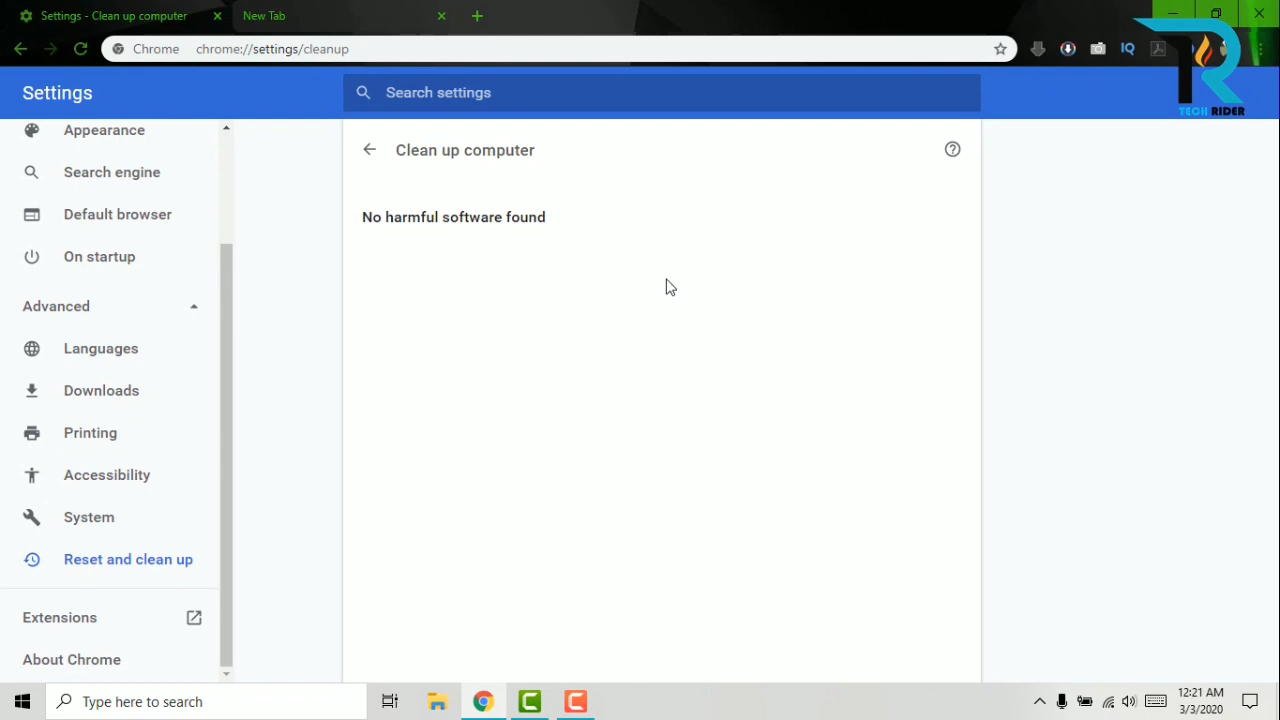 Settings - Clean up computer
New Tab
Chrome chrome://settings/cleanup
IQ
TECH RIDER
Settings
Search settings
Appearance
Search engine
Default browser
On startup
Advanced
Languages
Downloads
Printing
Accessibility
System
Reset and clean up
Extensions
About Chrome
Clean up computer
No harmful software found
Type here to search
12:21 AM
3/3/2020